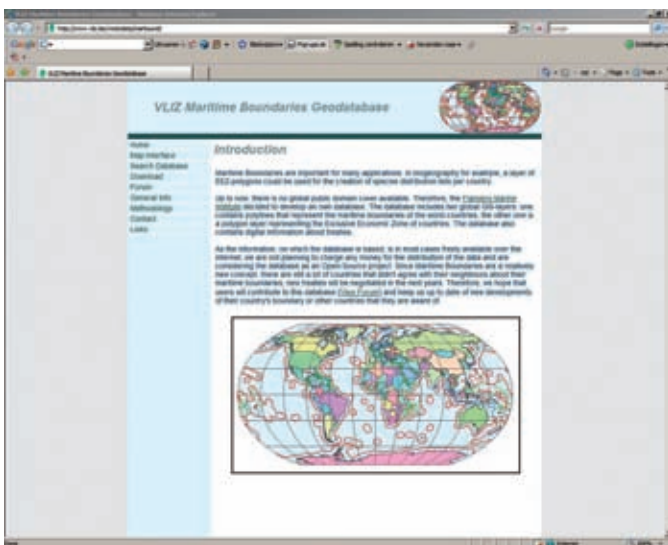 VLIZ Maritime Boundaries Geodatabase
Home
Map Interface
Search Database
Download
Forum
General Info
Methodology
Contact
Links
Introduction
Maritime Boundaries are important for many applications. In biogeography for example, a layer of
EEZ-polygons could be used for the creation of species distribution lists per country.
Up to now, there is no global public domain cover available. Therefore, the Flanders Marine
Institute decided to develop an own database. The database includes two global GIS-layers: one
contains polylines that represent the maritime boundaries of the world countries, the other one is
a polygon layer representing the Exclusive Economic Zone of countries. The database also
contains digital information about treaties.
As the information, on which the database is based, is in most cases freely available over the
internet, we are not planning to charge any money for the distribution of the data and are
considering the database as an Open Source project. Since Maritime Boundaries are a relatively
new concept, there are still a lot of countries that didn't agree with their neighbours about their
maritime boundaries, new treaties will be negotiated in the next years. Therefore, we hope that
users will contribute to this database (View Forum) and keep us up to date of new developments
of their country's boundary or other countries that they are aware of.